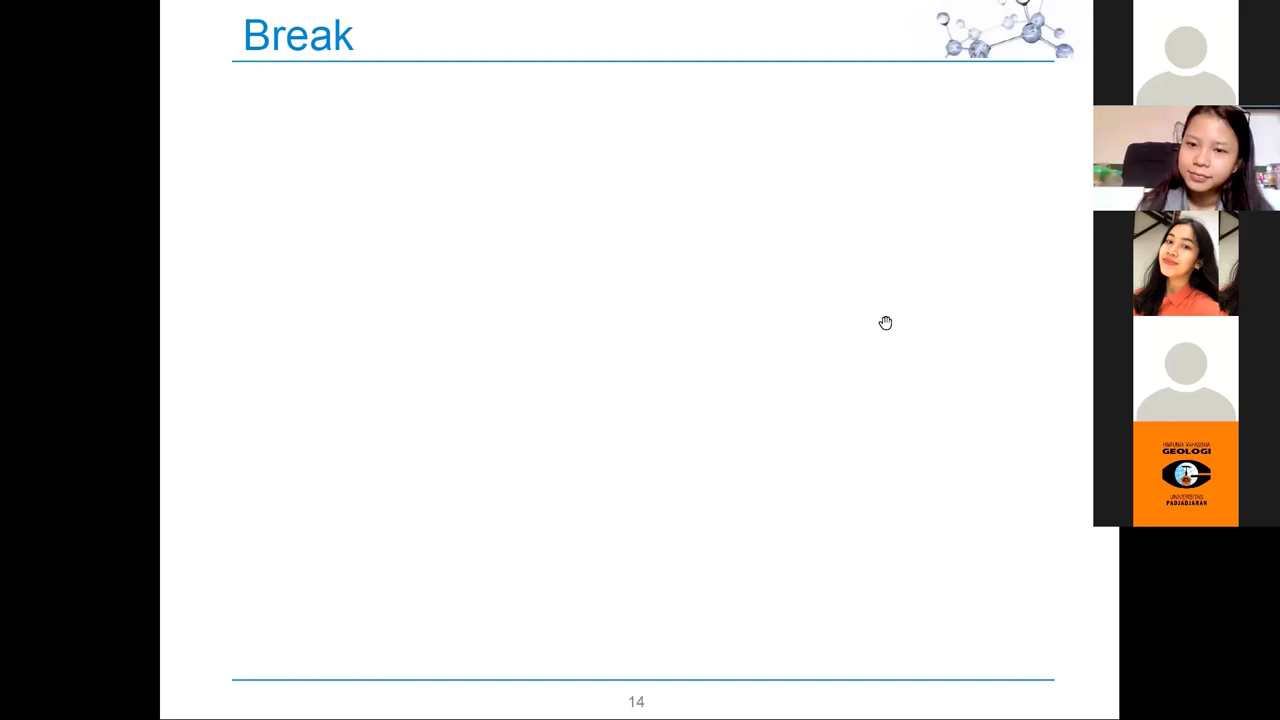 Break
HIMPUNAN MAHASISWA
GEOLOGI
UNIVERSITAS
PADJADJARAN
14